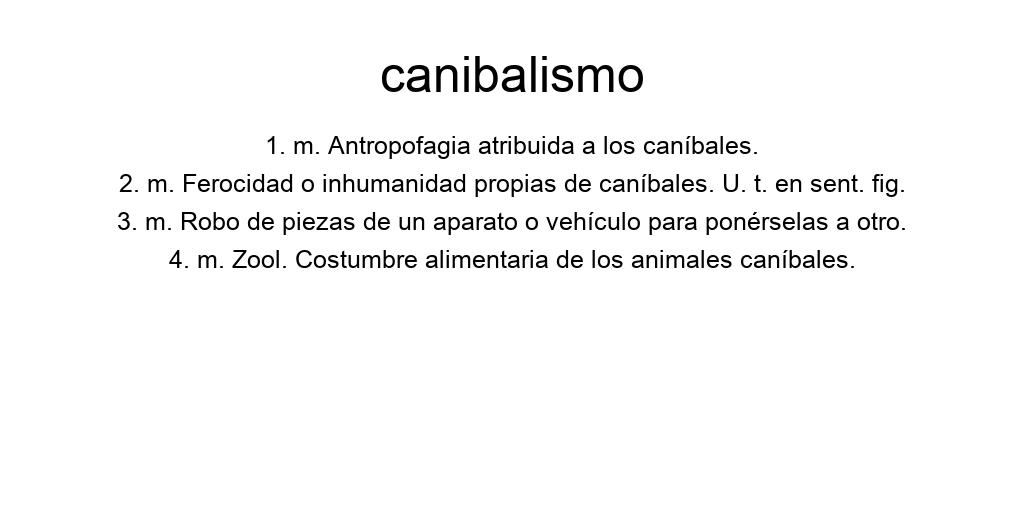 canibalismo
1. m. Antropofagia atribuida a los caníbales.
2. m. Ferocidad o inhumanidad propias de caníbales. U. t. en sent. fig.
3. m. Robo de piezas de un aparato o vehículo para ponérselas a otro.
4. m. Zool. Costumbre alimentaria de los animales caníbales.